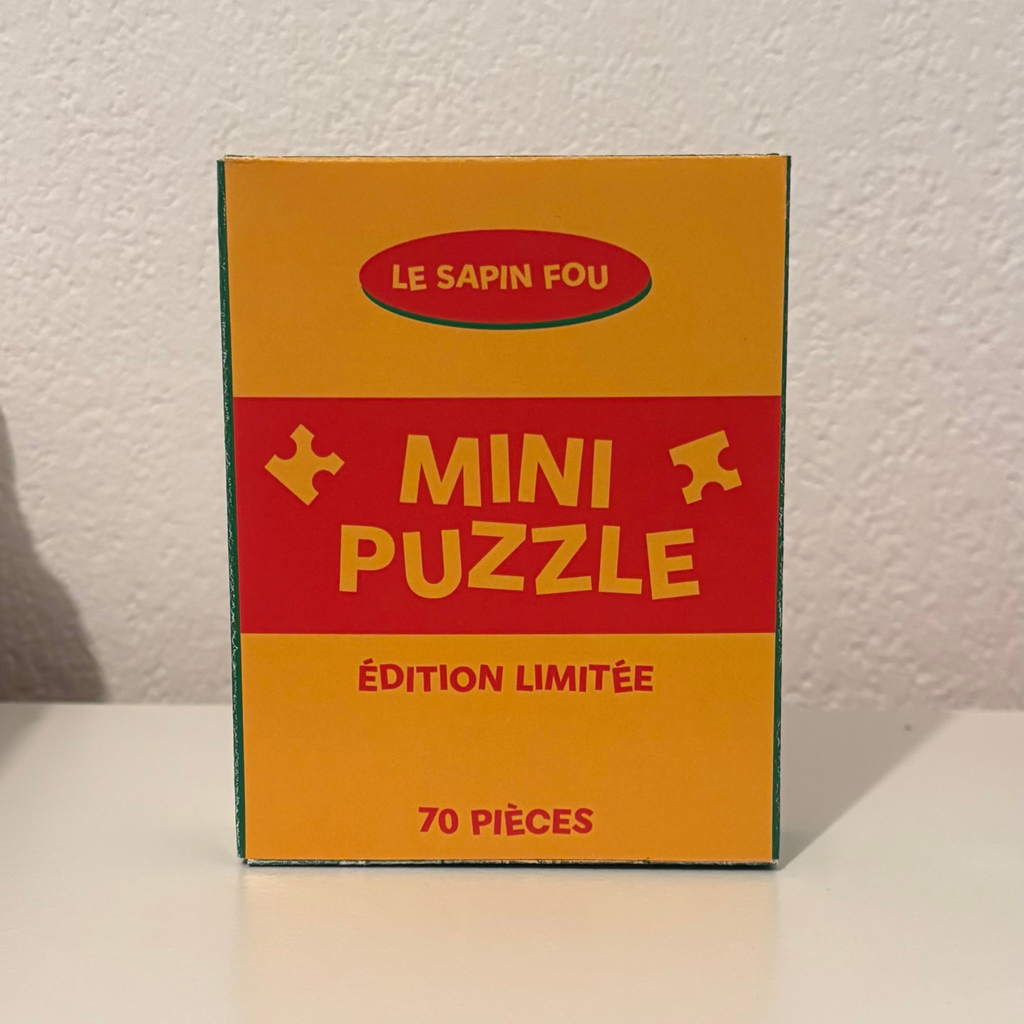 LE SAPIN FOU
MINI
PUZZLE
ÉDITION LIMITÉE
70 PIÈCES